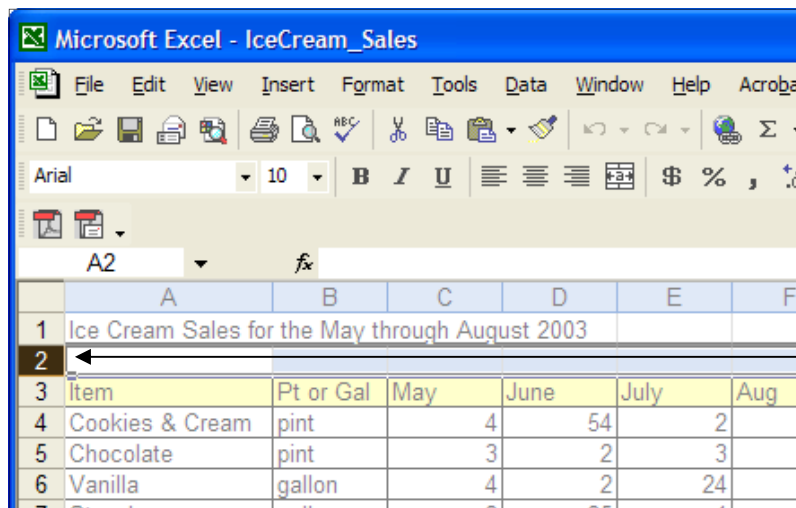 Microsoft Excel - IceCream_Sales
File Edit View Insert Format Tools Data Window Help Acroba
ABC Σ
Arial 10 B I U a $ % ,
A2 fx
A B C D E F
1 Ice Cream Sales for the May through August 2003
2
3 Item Pt or Gal May June July Aug
4 Cookies & Cream pint 4 54 2
5 Chocolate pint 3 2 3
6 Vanilla gallon 4 2 24